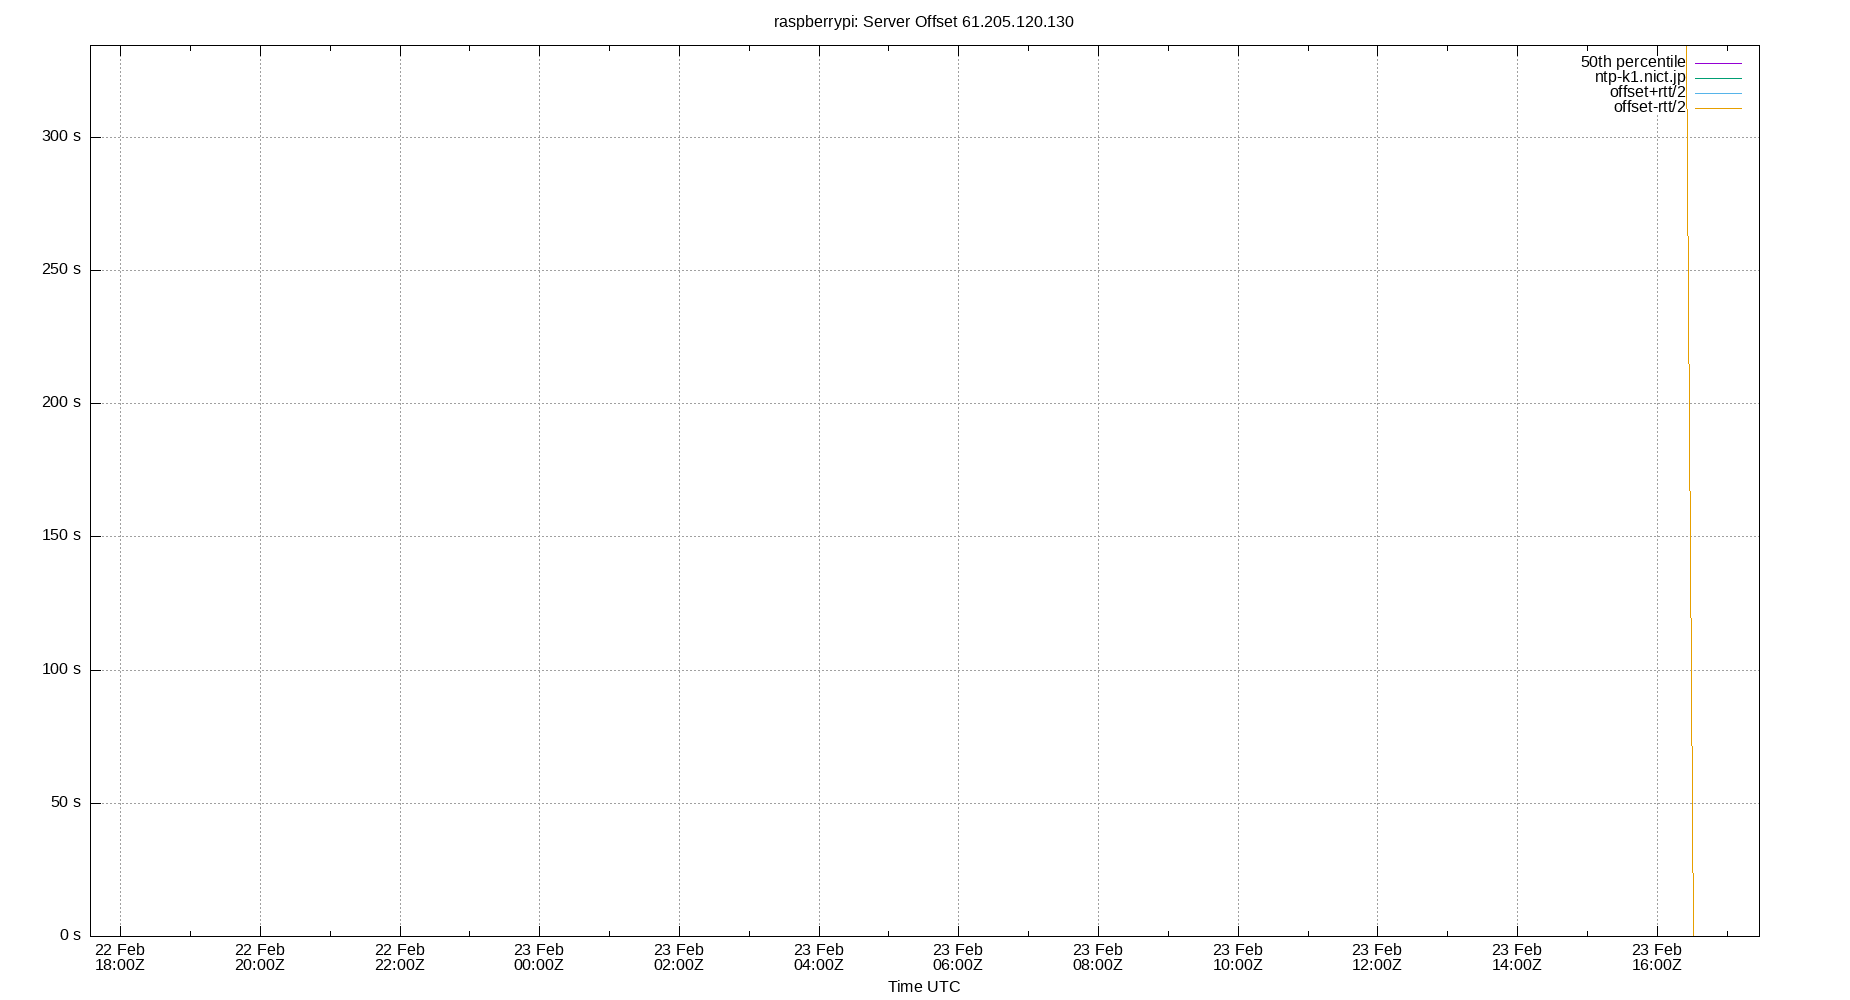 raspberrypi: Server Offset 61.205.120.130
50th percentile
ntp-k1.nict.jp
offset+rtt/2
offset-rtt/2
300 s
250 s
200 s
150 s
100 s
50 s
0 s
22 Feb 22 Feb 22 Feb 23 Feb 23 Feb 23 Feb 23 Feb 23 Feb 23 Feb 23 Feb 23 Feb 23 Feb
18:00Z 20:00Z 22:00Z 00:00Z 02:00Z 04:00Z 06:00Z 08:00Z 10:00Z 12:00Z 14:00Z 16:00Z
Time UTC